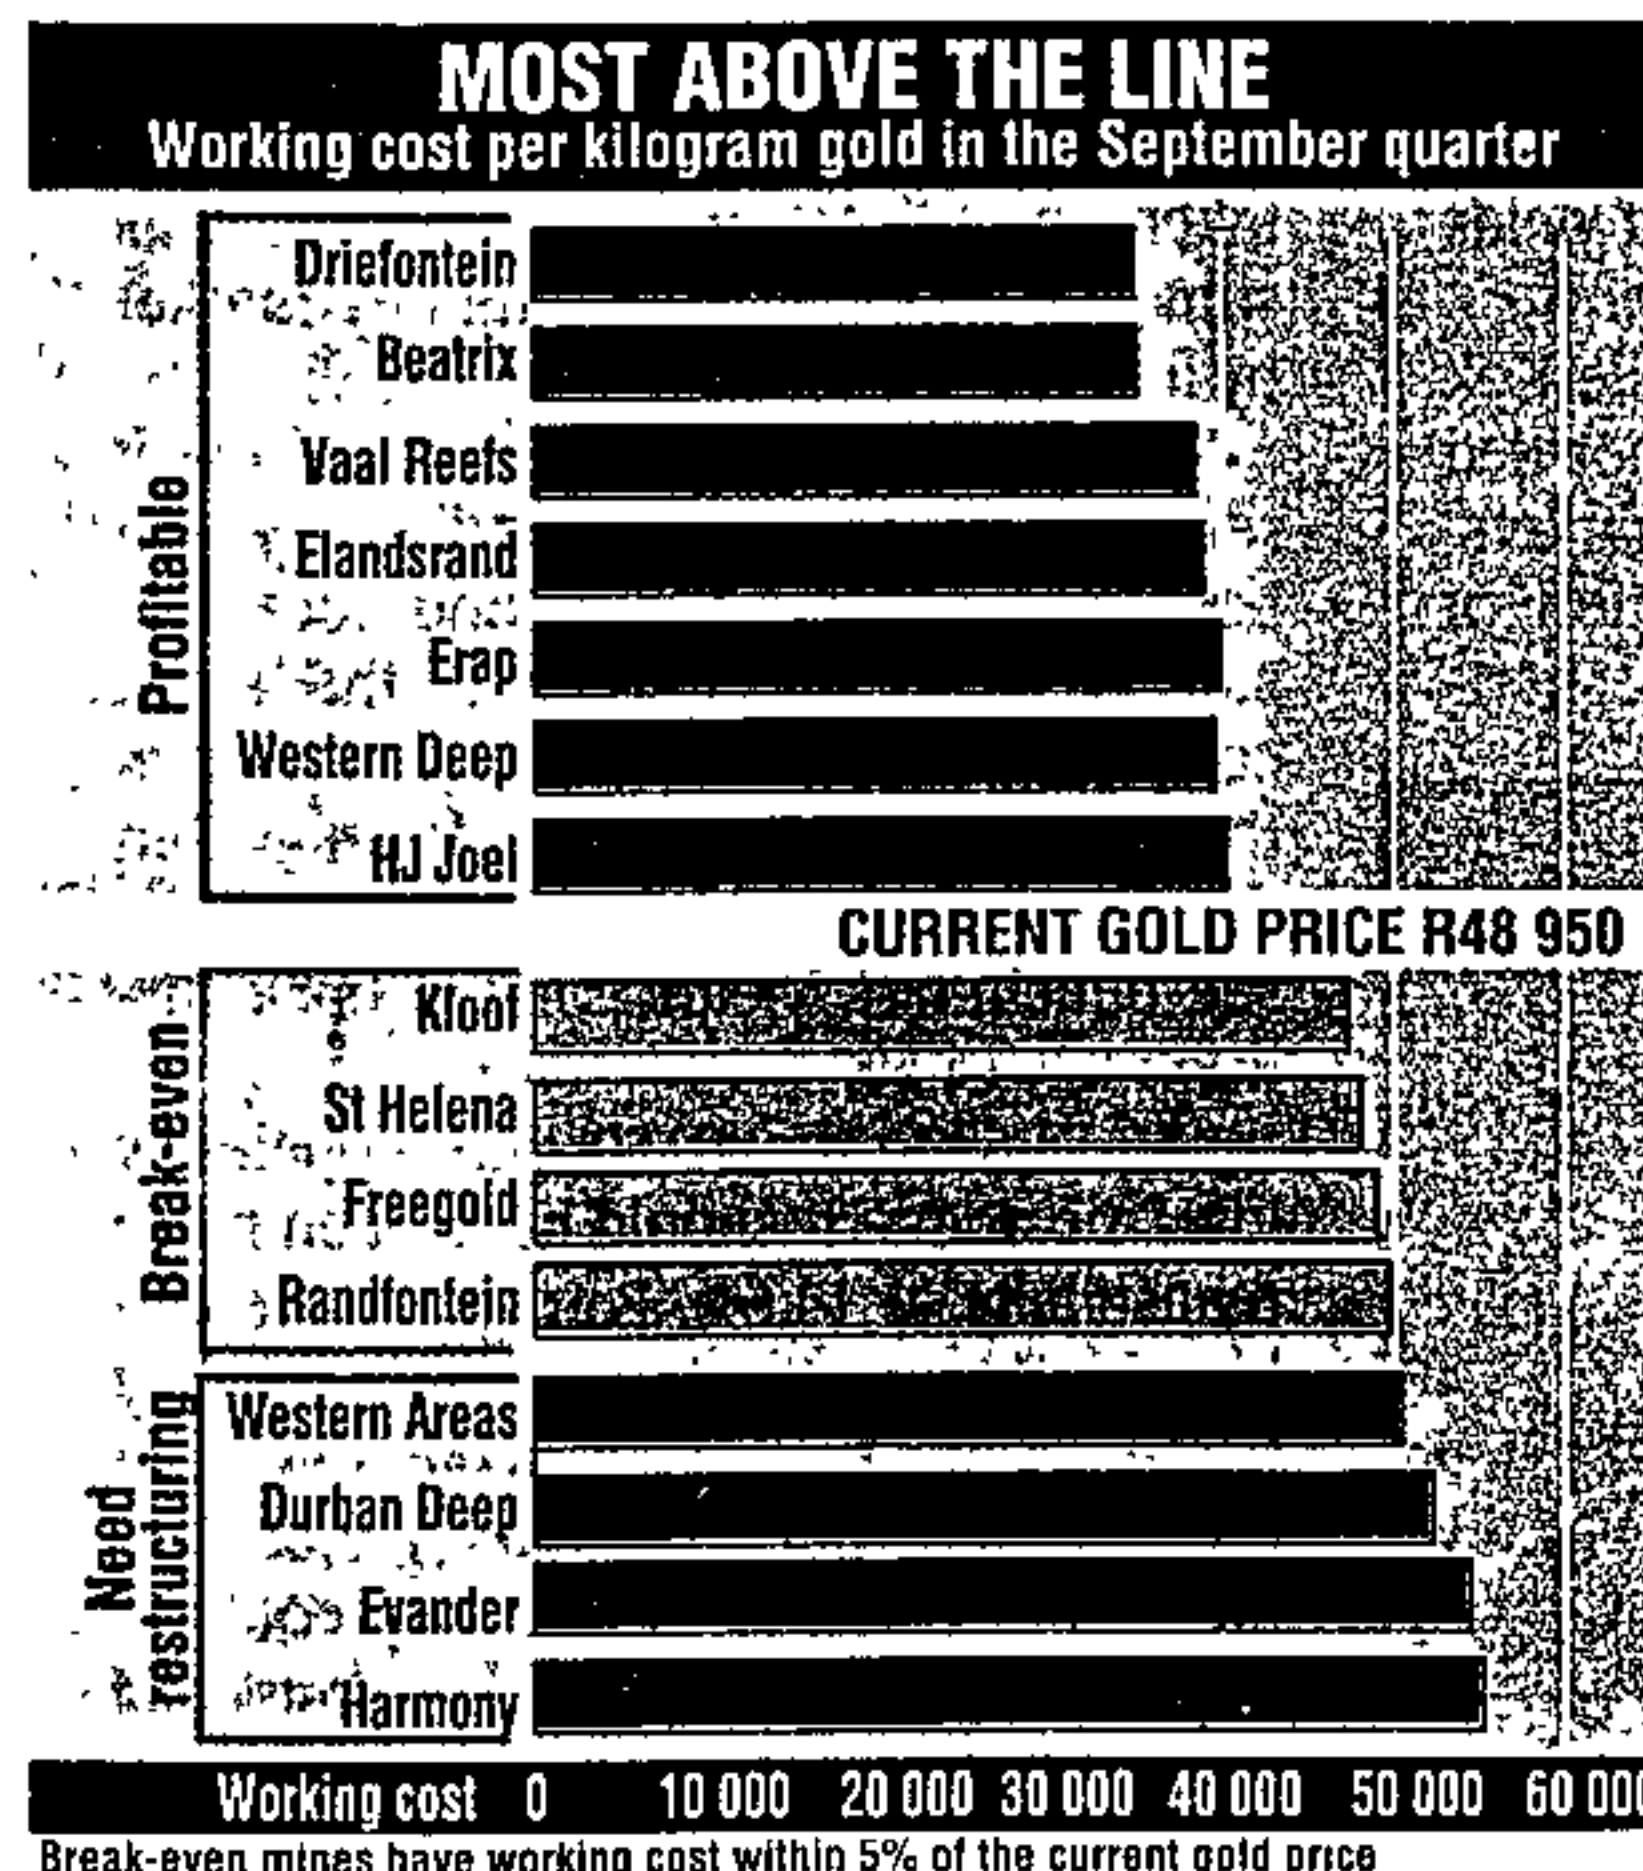 MOST ABOVE THE LINE
Working cost per kilogram gold in the September quarter
Profitable
Driefontein
Beatrix
Vaal Reefs
Elandsrand
Erap
Western Deep
HJ Joel
CURRENT GOLD PRICE R48 950
Break-even
Kloof
St Helena
Freegold
Randfontein
Need
restructuring
Western Areas
Durban Deep
Evander
Harmony
Working cost 0 10 000 20 000 30 000 40 000 50 000 60 000
Break-even mines have working cost within 5% of the current gold price